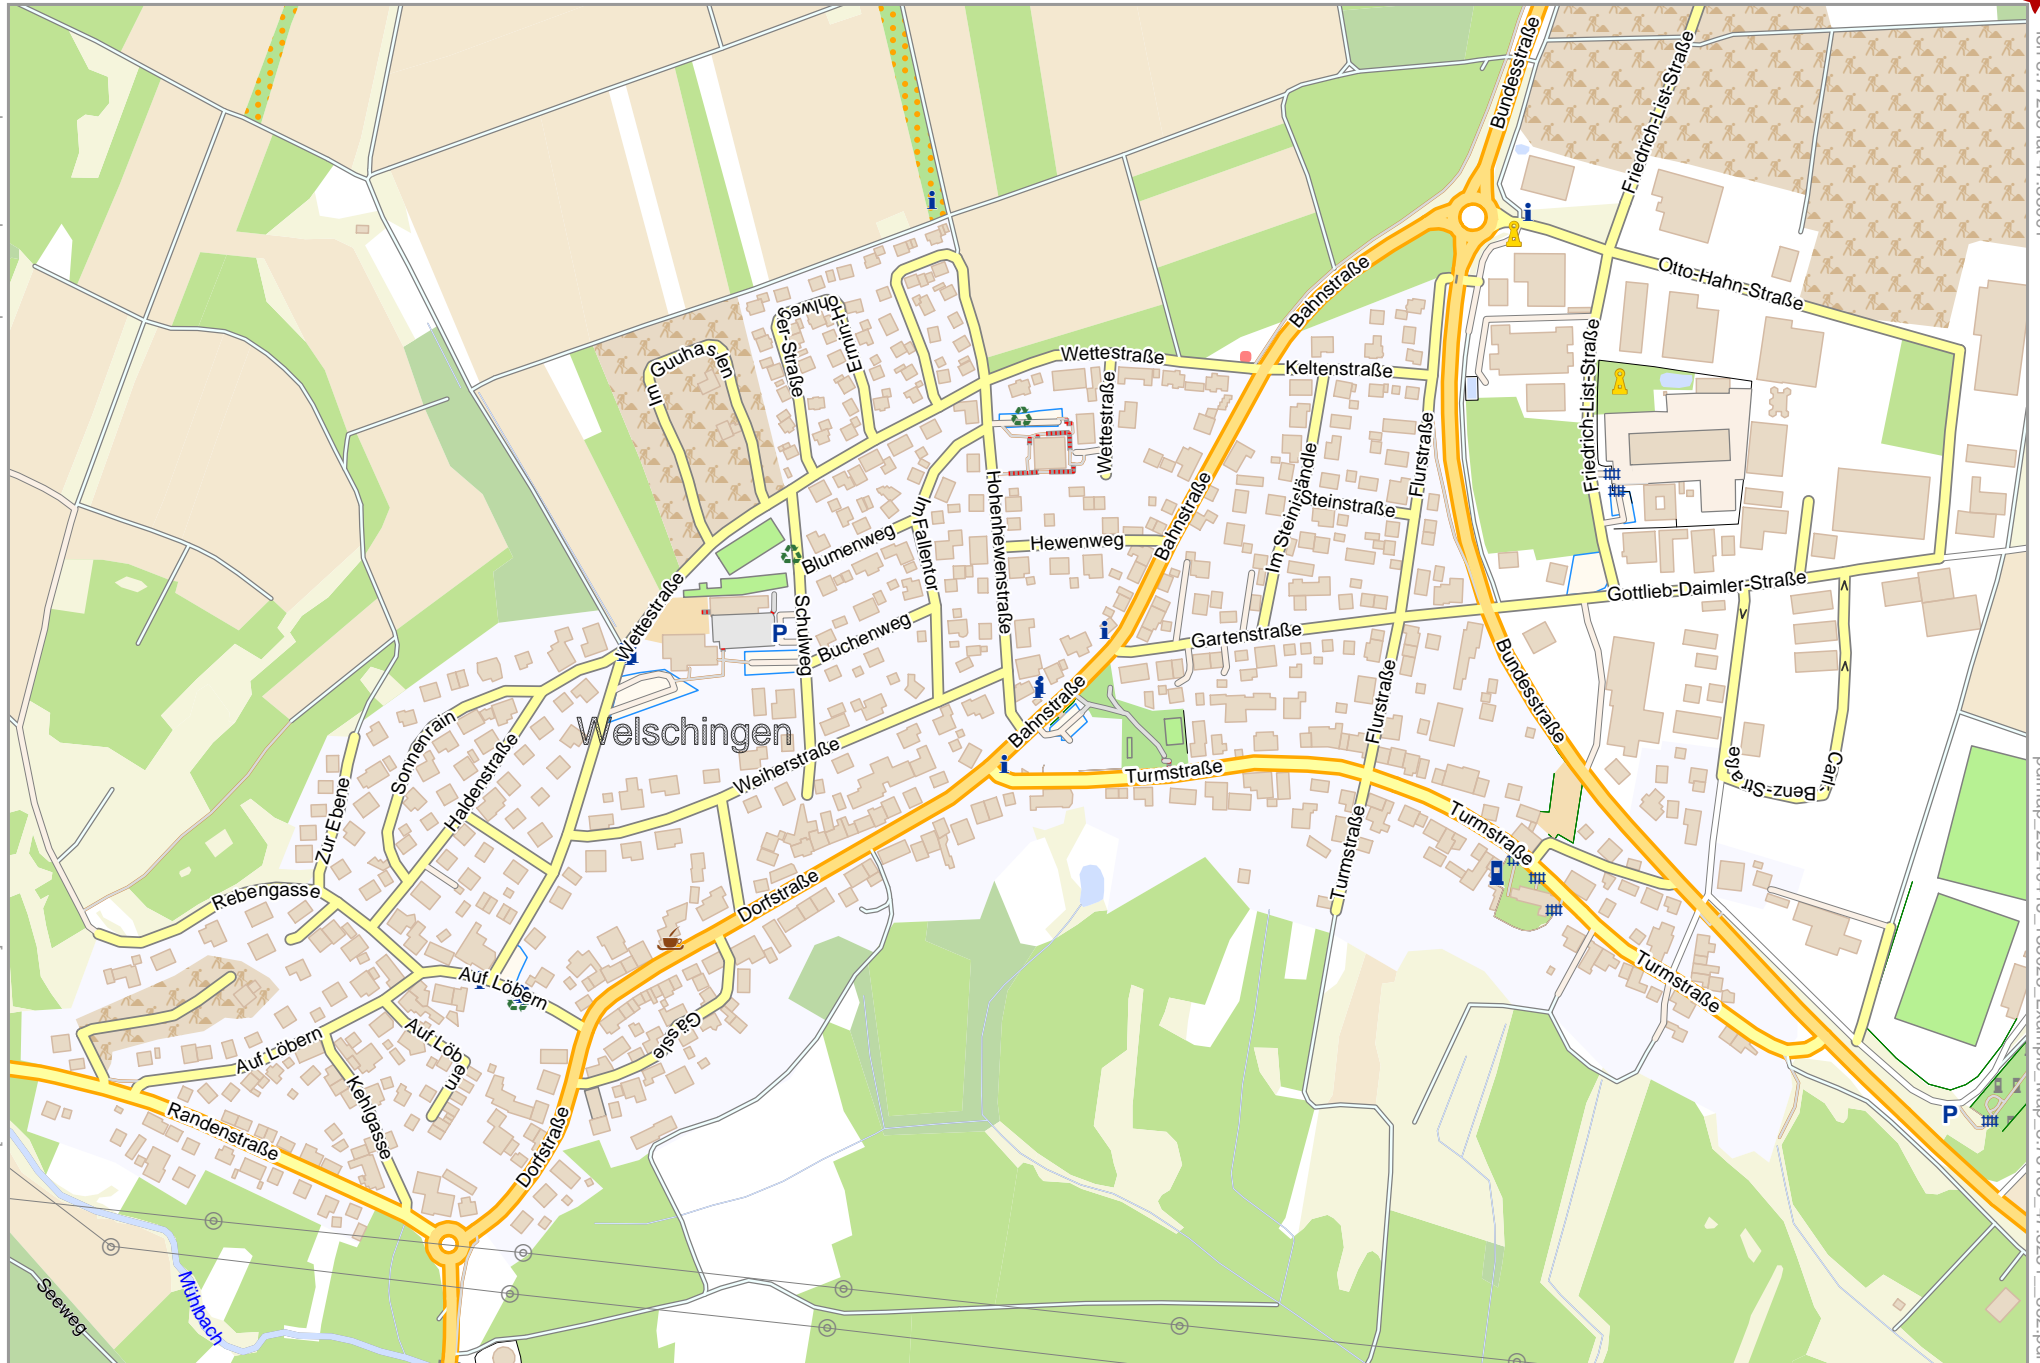 Bundesstraße
Friedrich-List-Straße
Otto-Hahn-Straße
Bahnstraße
Ermin-Hohlweger-Straße
Im Guuhaslen
Wettestraße
Keltenstraße
Wettestraße
Friedrich-List-Straße
Flurstraße
Steinstraße
Im Steinisländle
Bahnstraße
Hohenhewenstraße
Im Fallentor
Blumenweg
Hewenweg
Wettestraße
Schulweg
P
Buchenweg
Gartenstraße
Gottlieb-Daimler-Straße
Flurstraße
Bundesstraße
Bahnstraße
Welschingen
Sonnenrain
Haldenstraße
Weiherstraße
Turmstraße
Carl-Benz-Straße
Zur Ebene
Turmstraße
Turmstraße
Rebengasse
Dorfstraße
Auf Löbern
Turmstraße
Gässle
Auf Löbern
Auf Löbern
Kehlgasse
Randenstraße
Dorfstraße
P
Mühlbach
Seeweg